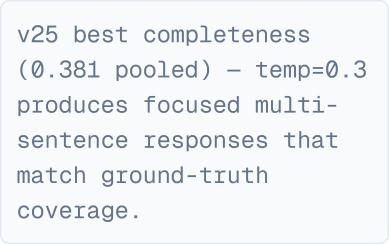 v25 best completeness
(0.381 pooled) — temp=0.3
produces focused multi-
sentence responses that
match ground-truth
coverage.